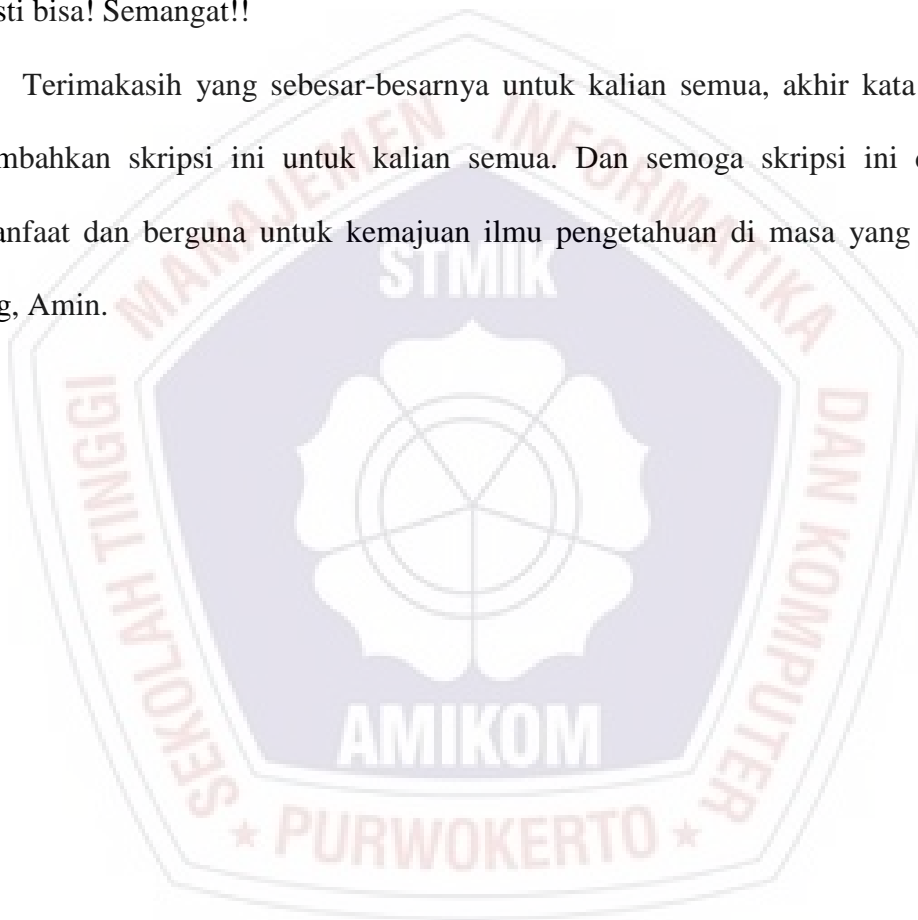 sti bisa! Semangat!!
Terimakasih yang sebesar-besarnya untuk kalian semua, akhir kata
mbahkan skripsi ini untuk kalian semua. Dan semoga skripsi ini
anfaat dan berguna untuk kemajuan ilmu pengetahuan di masa yang
g, Amin.
SEKOLAH TINGGI MANAJEMEN INFORMATIKA DAN KOMPUTER
STMIK
AMIKOM
★ PURWOKERTO ★